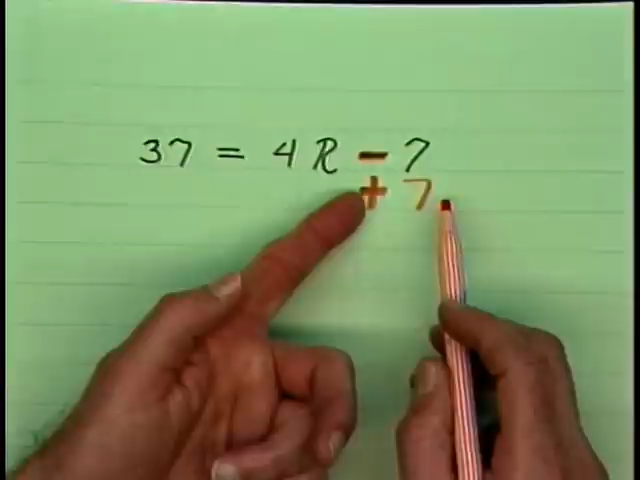 37 = 4R - 7
+ 7